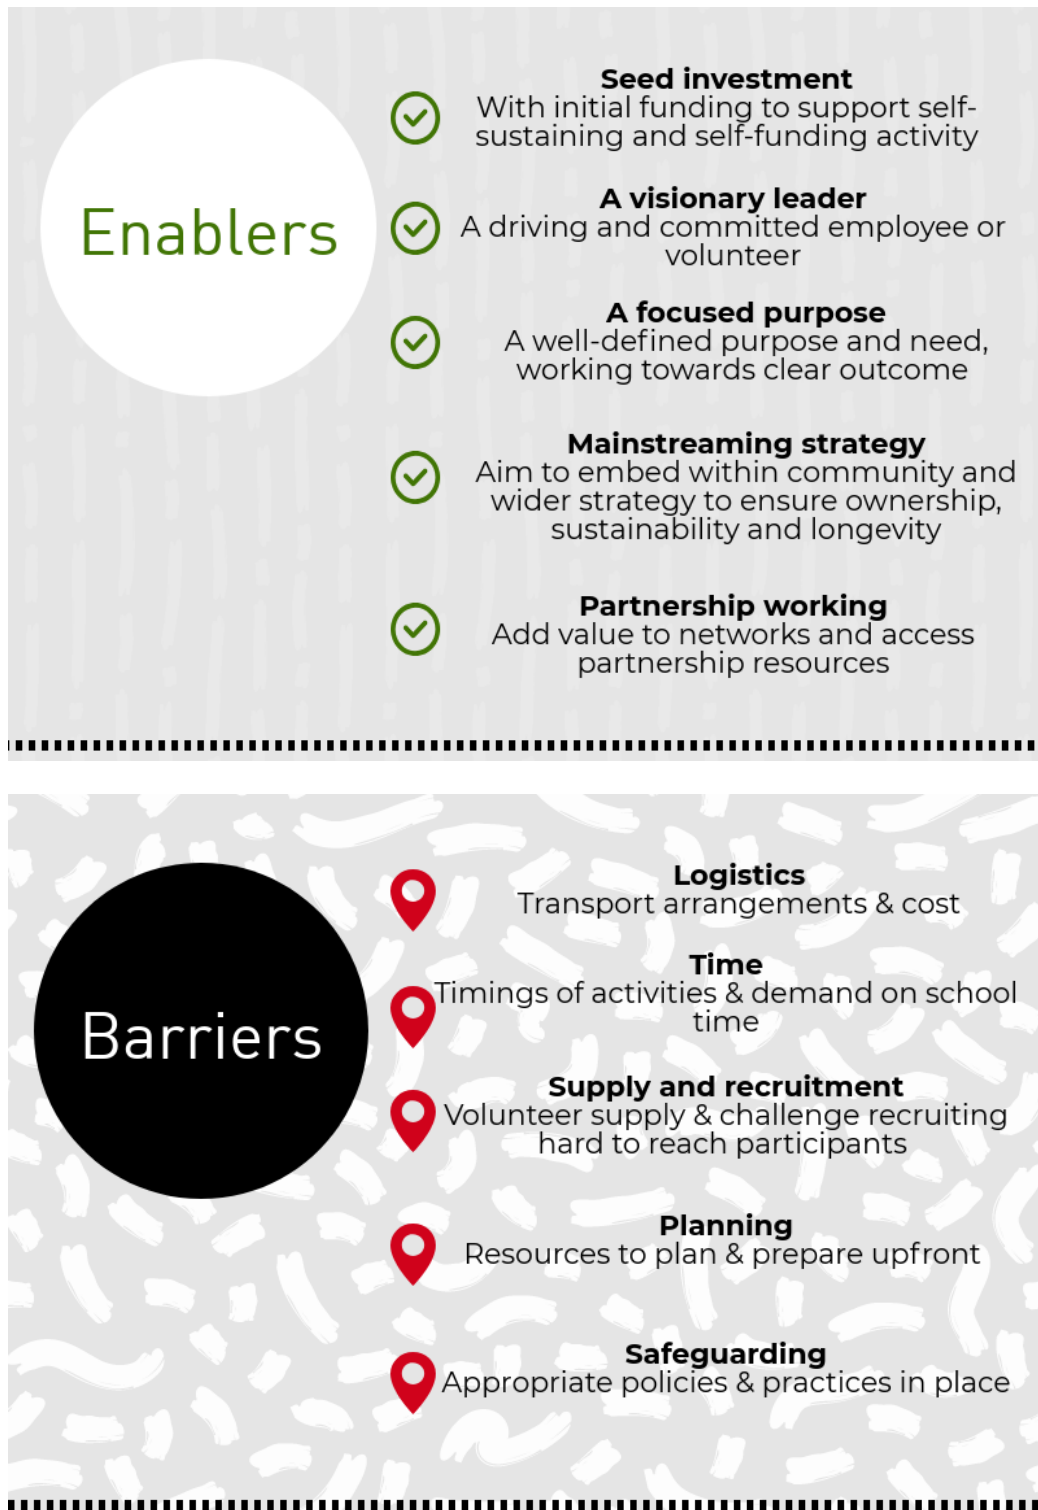 Enablers
Seed investment
With initial funding to support self-
sustaining and self-funding activity
A visionary leader
A driving and committed employee or
volunteer
A focused purpose
A well-defined purpose and need,
working towards clear outcome
Mainstreaming strategy
Aim to embed within community and
wider strategy to ensure ownership,
sustainability and longevity
Partnership working
Add value to networks and access
partnership resources
Barriers
Logistics
Transport arrangements & cost
Time
Timings of activities & demand on school
time
Supply and recruitment
Volunteer supply & challenge recruiting
hard to reach participants
Planning
Resources to plan & prepare upfront
Safeguarding
Appropriate policies & practices in place